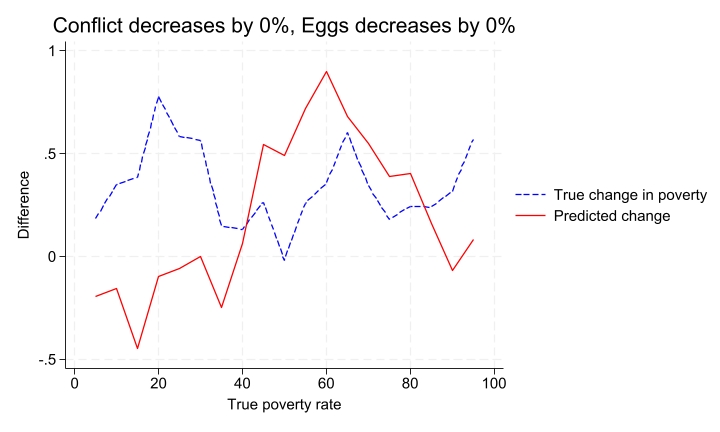 Conflict decreases by 0%, Eggs decreases by 0%
1
.5
0
-.5
Difference
0 20 40 60 80 100
True poverty rate
True change in poverty
Predicted change